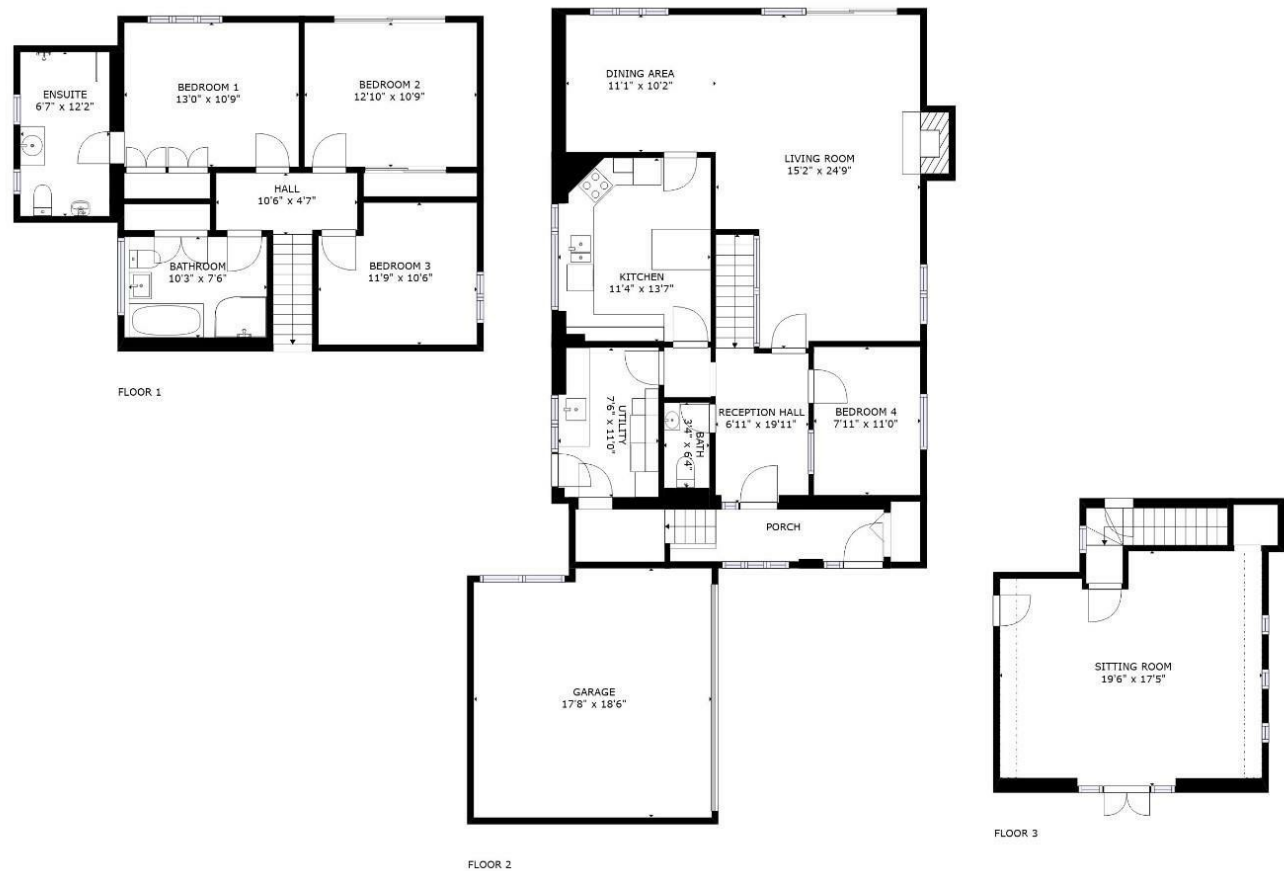 ENSUITE
6'7" x 12'2"
BEDROOM 1
13'0" x 10'9"
BEDROOM 2
12'10" x 10'9"
HALL
10'6" x 4'7"
BATHROOM
10'3" x 7'6"
BEDROOM 3
11'9" x 10'6"
FLOOR 1
DINING AREA
11'1" x 10'2"
LIVING ROOM
15'2" x 24'9"
KITCHEN
11'4" x 13'7"
UTILITY
7'6" x 11'0"
BATH
3'4" x 6'4"
RECEPTION HALL
6'11" x 19'11"
BEDROOM 4
7'11" x 11'0"
PORCH
GARAGE
17'8" x 18'6"
FLOOR 2
SITTING ROOM
19'6" x 17'5"
FLOOR 3